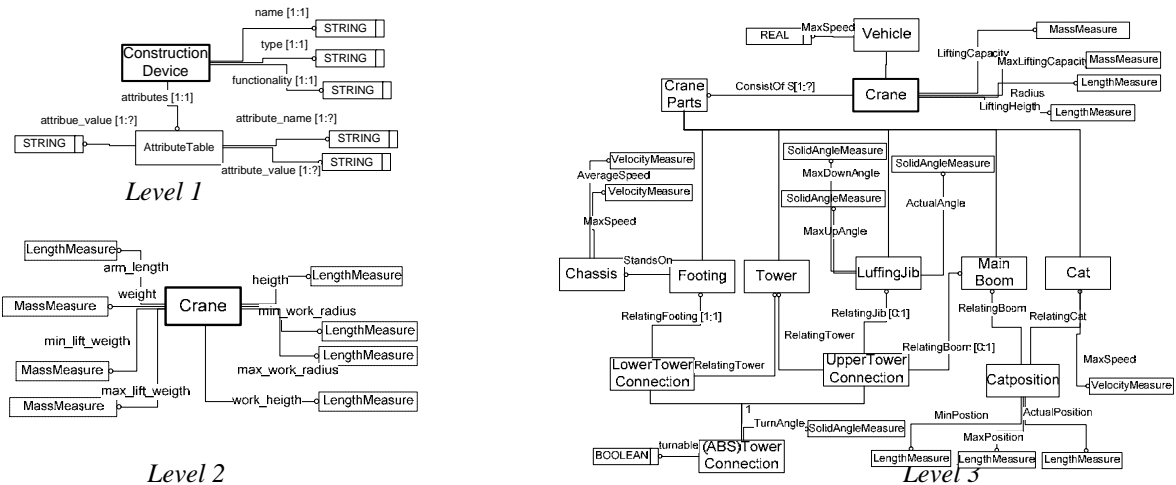 name [1:1]
STRING
Construction
Device
type [1:1]
STRING
functionality [1:1]
STRING
attributes [1:1]
attribue_value [1:?]
STRING
AttributeTable
attribute_name [1:?]
STRING
attribute_value [1:?]
STRING
Level 1
LengthMeasure
arm_length
weight
MassMeasure
Crane
heigth
LengthMeasure
min_work_radius
LengthMeasure
min_lift_weigth
MassMeasure
LengthMeasure
max_work_radius
max_lift_weigth
MassMeasure
work_heigth
LengthMeasure
Level 2
REAL
MaxSpeed
Vehicle
LiftingCapacity
MassMeasure
MaxLiftingCapacity
MassMeasure
Crane
Parts
ConsistOf S[1:?]
Crane
Radius
LengthMeasure
LiftingHeigth
LengthMeasure
VelocityMeasure
AverageSpeed
VelocityMeasure
MaxSpeed
SolidAngleMeasure
MaxDownAngle
SolidAngleMeasure
MaxUpAngle
SolidAngleMeasure
ActualAngle
Chassis
StandsOn
Footing
Tower
LuffingJib
Main
Boom
Cat
RelatingFooting [1:1]
RelatingTower
RelatingJib [0:1]
RelatingBoom
RelatingCat
LowerTower
Connection
RelatingTower
UpperTower
Connection
RelatingBoom [0:1]
Catposition
MaxSpeed
VelocityMeasure
1
TurnAngle
SolidAngleMeasure
MinPostion
ActualPosition
BOOLEAN
turnable
(ABS)Tower
Connection
MaxPosition
LengthMeasure
LengthMeasure
LengthMeasure
Level 3